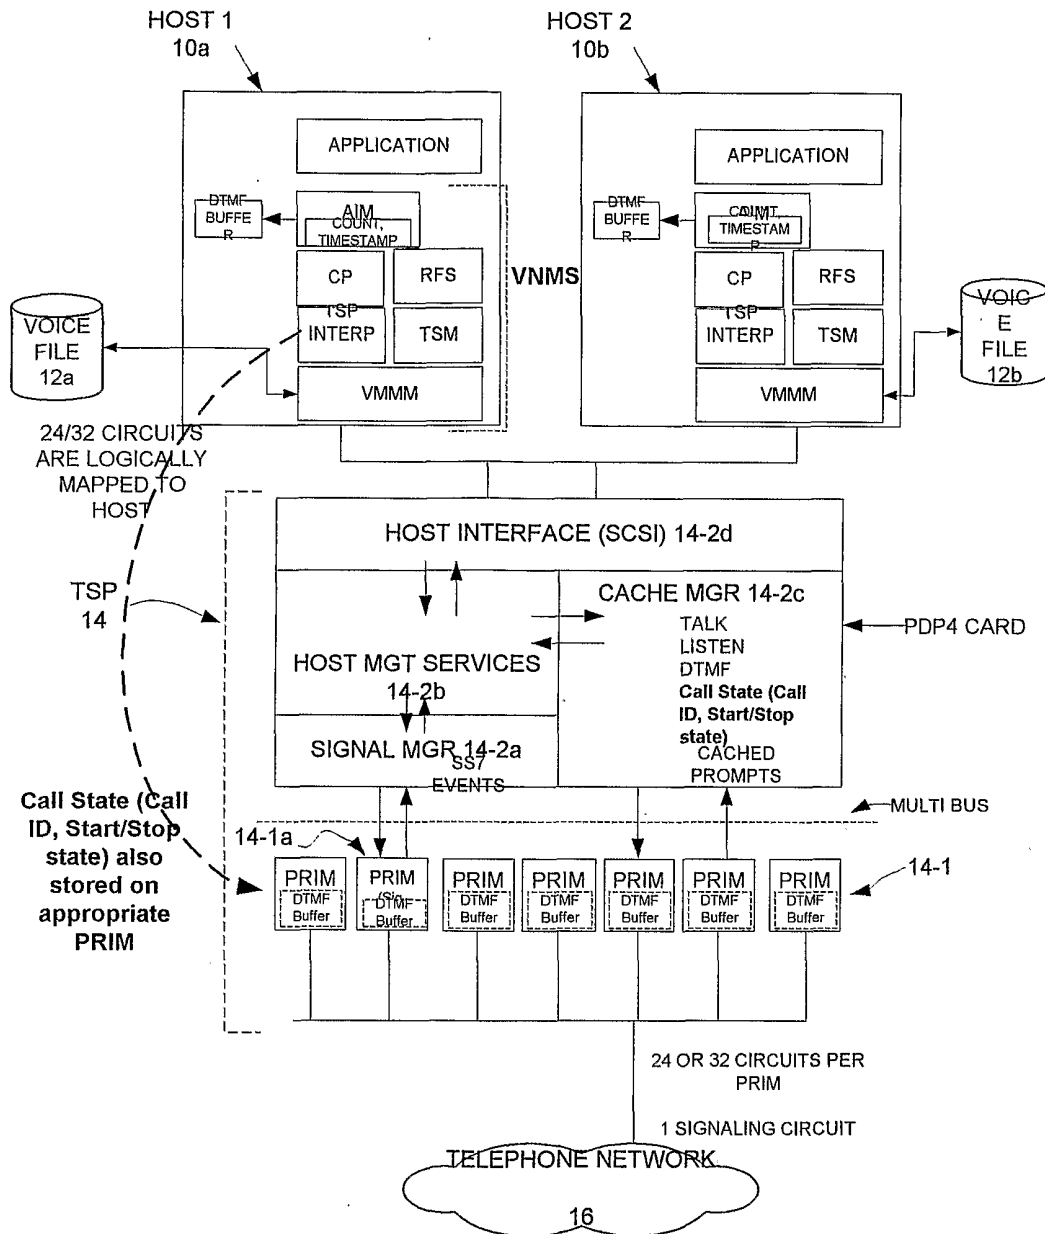 HOST 1
10a
HOST 2
10b
APPLICATION
DTMF
BUFFE
R
AIM
COUNT,
TIMESTAMP
CP
RFS
TSP
INTERP
TSM
VMMM
VNMS
APPLICATION
DTMF
BUFFE
R
AIM
COUNT,
TIMESTAM
P
CP
RFS
TSP
INTERP
TSM
VMMM
VOICE
FILE
12a
VOIC
E
FILE
12b
24/32 CIRCUITS
ARE LOGICALLY
MAPPED TO
HOST
HOST INTERFACE (SCSI) 14-2d
TSP
14
HOST MGT SERVICES
14-2b
CACHE MGR 14-2c
TALK
LISTEN
DTMF
Call State (Call
ID, Start/Stop
state)
CACHED
PROMPTS
PDP4 CARD
SIGNAL MGR 14-2a
SS7
EVENTS
MULTI BUS
Call State (Call
ID, Start/Stop
state) also
stored on
appropriate
PRIM
14-1a
14-1
PRIM
DTMF
Buffer
PRIM
(Sig
DTMF
Buffer
PRIM
DTMF
Buffer
PRIM
DTMF
Buffer
PRIM
DTMF
Buffer
PRIM
DTMF
Buffer
PRIM
DTMF
Buffer
24 OR 32 CIRCUITS PER
PRIM
1 SIGNALING CIRCUIT
TELEPHONE NETWORK
16